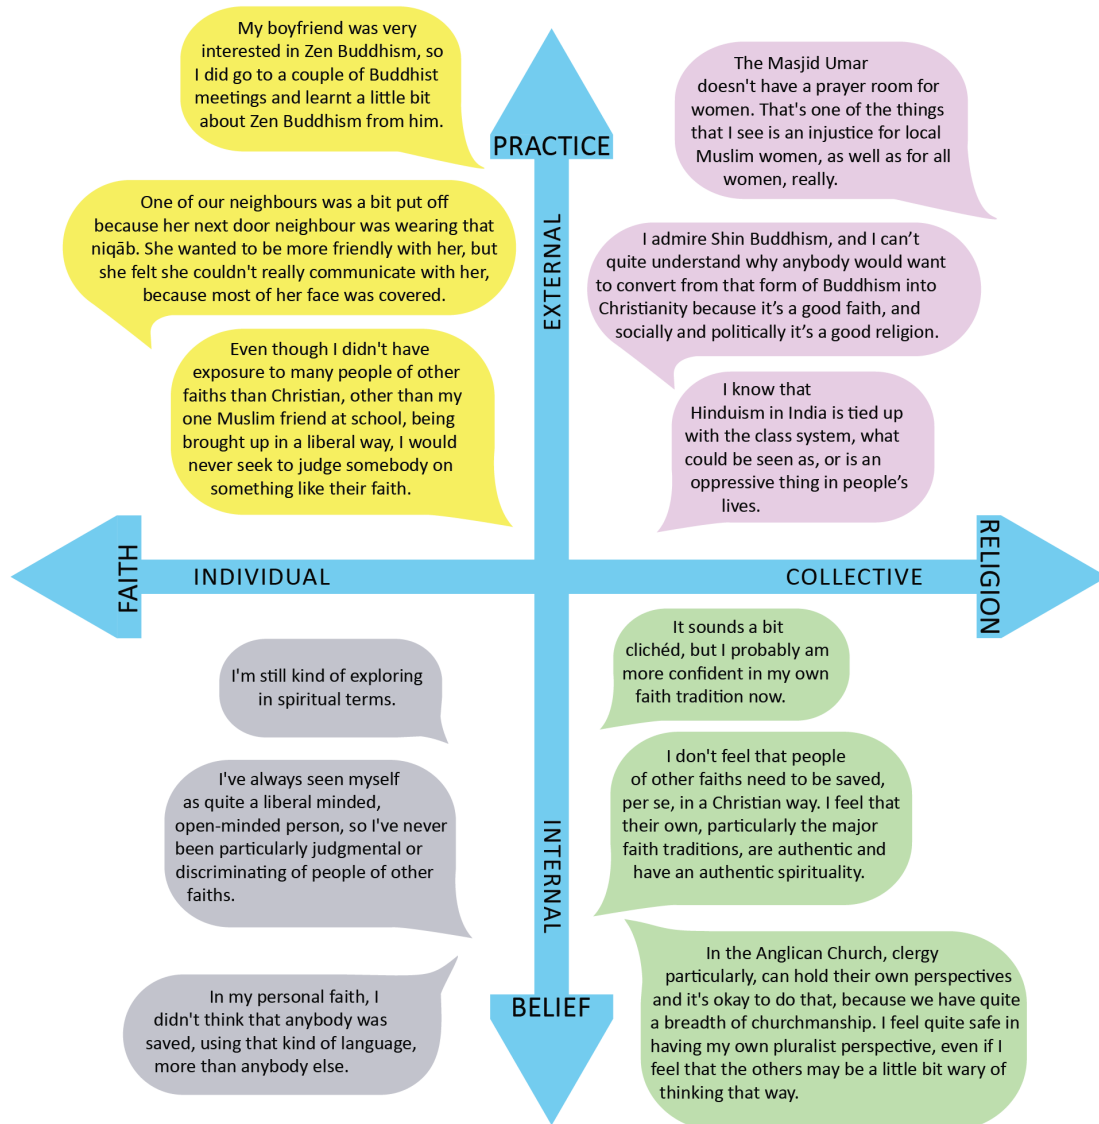 My boyfriend was very
interested in Zen Buddhism, so
I did go to a couple of Buddhist
meetings and learnt a little bit
about Zen Buddhism from him.
One of our neighbours was a bit put off
because her next door neighbour was wearing that
niqāb. She wanted to be more friendly with her, but
she felt she couldn't really communicate with her,
because most of her face was covered.
Even though I didn't have
exposure to many people of other
faiths than Christian, other than my
one Muslim friend at school, being
brought up in a liberal way, I would
never seek to judge somebody on
something like their faith.
PRACTICE
EXTERNAL
The Masjid Umar
doesn't have a prayer room for
women. That's one of the things
that I see is an injustice for local
Muslim women, as well as for all
women, really.
I admire Shin Buddhism, and I can’t
quite understand why anybody would want
to convert from that form of Buddhism into
Christianity because it’s a good faith, and
socially and politically it’s a good religion.
I know that
Hinduism in India is tied up
with the class system, what
could be seen as, or is an
oppressive thing in people’s
lives.
FAITH
INDIVIDUAL
COLLECTIVE
RELIGION
I'm still kind of exploring
in spiritual terms.
I've always seen myself
as quite a liberal minded,
open-minded person, so I've never
been particularly judgmental or
discriminating of people of other
faiths.
In my personal faith, I
didn't think that anybody was
saved, using that kind of language,
more than anybody else.
INTERNAL
BELIEF
It sounds a bit
clichéd, but I probably am
more confident in my own
faith tradition now.
I don't feel that people
of other faiths need to be saved,
per se, in a Christian way. I feel that
their own, particularly the major
faith traditions, are authentic and
have an authentic spirituality.
In the Anglican Church, clergy
particularly, can hold their own perspectives
and it's okay to do that, because we have quite
a breadth of churchmanship. I feel quite safe in
having my own pluralist perspective, even if I
feel that the others may be a little bit wary of
thinking that way.